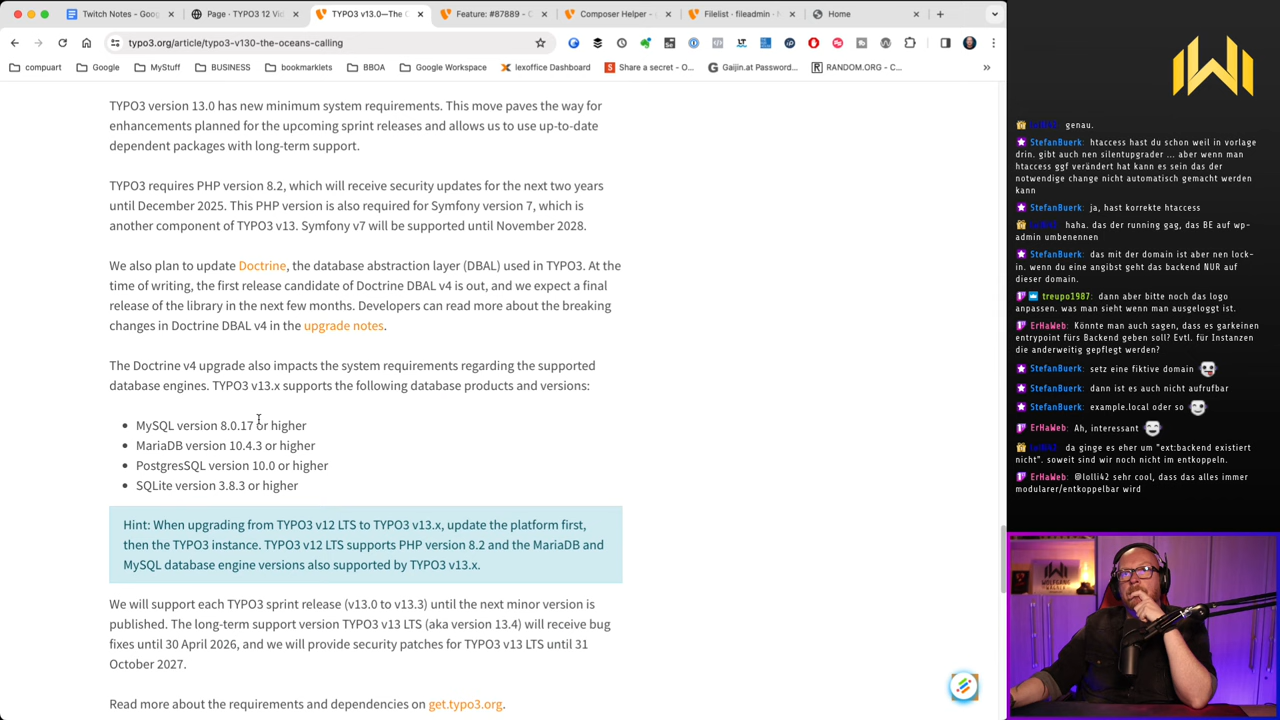 Twitch Notes - Goo
Page · TYPO3 12 Vid
TYPO3 v13.0—The O
Feature: #87889 - C
Composer Helper -
Filelist · fileadmin · M
Home
typo3.org/article/typo3-v130-the-oceans-calling
compuart
Google
MyStuff
BUSINESS
bookmarklets
BBOA
Google Workspace
lexoffice Dashboard
Share a secret - O...
Gaijin.at Password...
RANDOM.ORG - C...
»
TYPO3 version 13.0 has new minimum system requirements. This move paves the way for
enhancements planned for the upcoming sprint releases and allows us to use up-to-date
dependent packages with long-term support.
TYPO3 requires PHP version 8.2, which will receive security updates for the next two years
until December 2025. This PHP version is also required for Symfony version 7, which is
another component of TYPO3 v13. Symfony v7 will be supported until November 2028.
We also plan to update Doctrine, the database abstraction layer (DBAL) used in TYPO3. At the
time of writing, the first release candidate of Doctrine DBAL v4 is out, and we expect a final
release of the library in the next few months. Developers can read more about the breaking
changes in Doctrine DBAL v4 in the upgrade notes.
The Doctrine v4 upgrade also impacts the system requirements regarding the supported
database engines. TYPO3 v13.x supports the following database products and versions:
• MySQL version 8.0.17 or higher
• MariaDB version 10.4.3 or higher
• PostgresSQL version 10.0 or higher
• SQLite version 3.8.3 or higher
Hint: When upgrading from TYPO3 v12 LTS to TYPO3 v13.x, update the platform first,
then the TYPO3 instance. TYPO3 v12 LTS supports PHP version 8.2 and the MariaDB and
MySQL database engine versions also supported by TYPO3 v13.x.
We will support each TYPO3 sprint release (v13.0 to v13.3) until the next minor version is
published. The long-term support version TYPO3 v13 LTS (aka version 13.4) will receive bug
fixes until 30 April 2026, and we will provide security patches for TYPO3 v13 LTS until 31
October 2027.
Read more about the requirements and dependencies on get.typo3.org.
lolli42: genau.
StefanBuerk: htaccess hast du schon weil in vorlage
drin. gibt auch nen silentupgrader ... aber wenn man
htaccess ggf verändert hat kann es sein das der
notwendige change nicht automatisch gemacht werden
kann
StefanBuerk: ja, hast korrekte htaccess
lolli42: haha. das der running gag, das BE auf wp-
admin umbenennen
StefanBuerk: das mit der domain ist aber nen lock-
in. wenn du eine angibst geht das backend NUR auf
dieser domain.
treupo1987: dann aber bitte noch das logo
anpassen. was man sieht wenn man ausgeloggt ist.
ErHaWeb: Könnte man auch sagen, dass es garkeinen
entrypoint fürs Backend geben soll? Evtl. für Instanzen
die anderweitig gepflegt werden?
StefanBuerk: setz eine fiktive domain
StefanBuerk: dann ist es auch nicht aufrufbar
StefanBuerk: example.local oder so
ErHaWeb: Ah, interessant
lolli42: da ginge es eher um "ext:backend existiert
nicht". soweit sind wir noch nicht im entkoppeln.
ErHaWeb: @lolli42 sehr cool, dass das alles immer
modularer/entkoppelbar wird